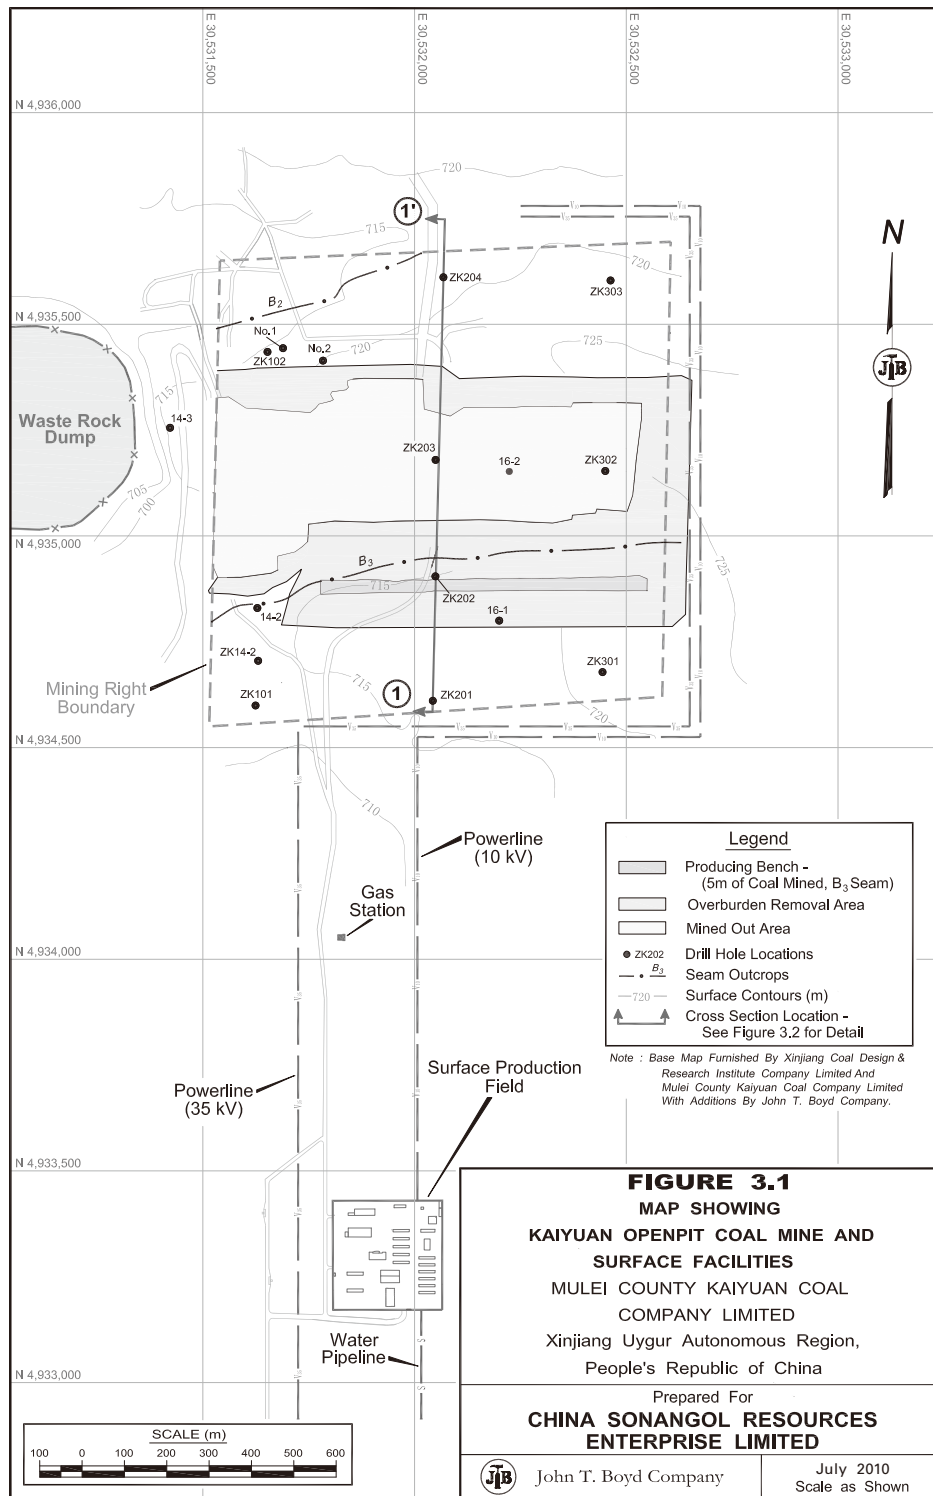 E 30,531,500
E 30,532,000
E 30,532,500
E 30,533,000
N 4,936,000
720
1'
715
N
ZK204
720
ZK303
B2
N 4,935,500
No.1
No.2
ZK102
720
725
JTB
715
14-3
Waste Rock
Dump
ZK203
16-2
ZK302
705
700
N 4,935,000
B3
715
725
ZK202
14-2
16-1
ZK14-2
ZK301
Mining Right
Boundary
715
1
ZK201
ZK101
720
N 4,934,500
710
Powerline
(10 kV)
Gas
Station
Legend
Producing Bench -
(5m of Coal Mined, B3 Seam)
Overburden Removal Area
Mined Out Area
ZK202 Drill Hole Locations
B3 Seam Outcrops
720 Surface Contours (m)
Cross Section Location -
See Figure 3.2 for Detail
N 4,934,000
Note : Base Map Furnished By Xinjiang Coal Design &
Research Institute Company Limited And
Mulei County Kaiyuan Coal Company Limited
With Additions By John T. Boyd Company.
Surface Production
Field
Powerline
(35 kV)
N 4,933,500
FIGURE 3.1
MAP SHOWING
KAIYUAN OPENPIT COAL MINE AND
SURFACE FACILITIES
MULEI COUNTY KAIYUAN COAL
COMPANY LIMITED
Xinjiang Uygur Autonomous Region,
People's Republic of China
Water
Pipeline
S
S
N 4,933,000
Prepared For
CHINA SONANGOL RESOURCES
ENTERPRISE LIMITED
SCALE (m)
100 0 100 200 300 400 500 600
JTB John T. Boyd Company
July 2010
Scale as Shown